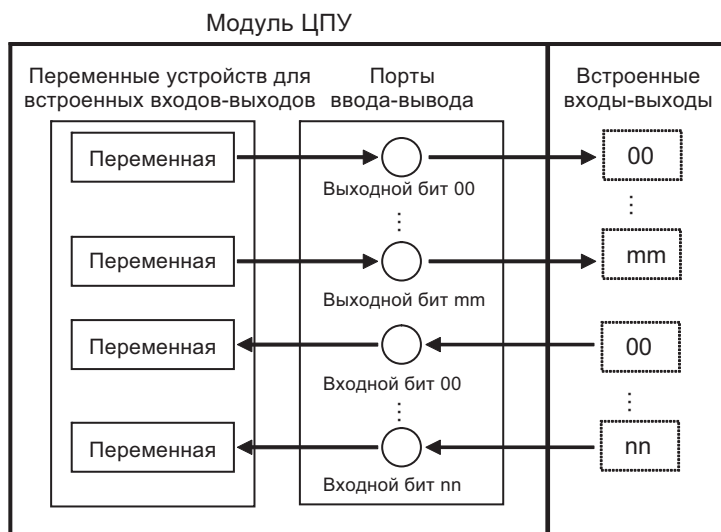 Модуль ЦПУ
Переменные устройств для
встроенных входов-выходов
Порты
ввода-вывода
Встроенные
входы-выходы
Переменная
00
Выходной бит 00
⋮
⋮
Переменная
mm
Выходной бит mm
Переменная
00
Входной бит 00
⋮
⋮
Переменная
nn
Входной бит nn